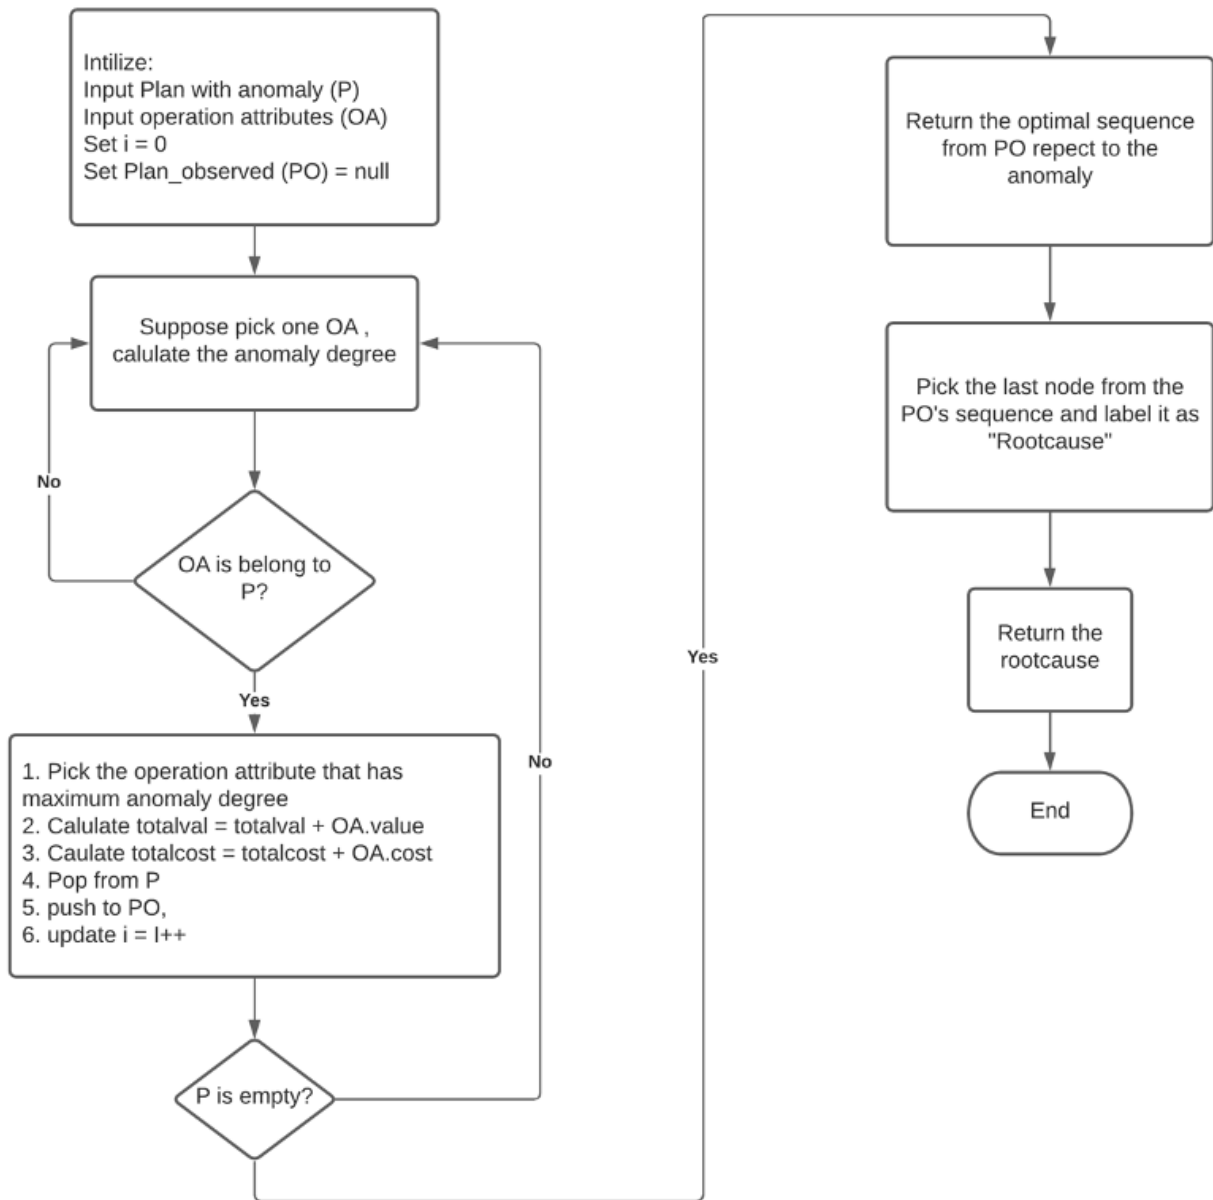 Intilize:
Input Plan with anomaly (P)
Input operation attributes (OA)
Set i = 0
Set Plan_observed (PO) = null
Suppose pick one OA ,
calulate the anomaly degree
No
OA is belong to
P?
Yes
1. Pick the operation attribute that has
maximum anomaly degree
2. Calulate totalval = totalval + OA.value
3. Caulate totalcost = totalcost + OA.cost
4. Pop from P
5. push to PO,
6. update i = I++
No
P is empty?
Yes
Return the optimal sequence
from PO repect to the
anomaly
Pick the last node from the
PO's sequence and label it as
"Rootcause"
Return the
rootcause
End